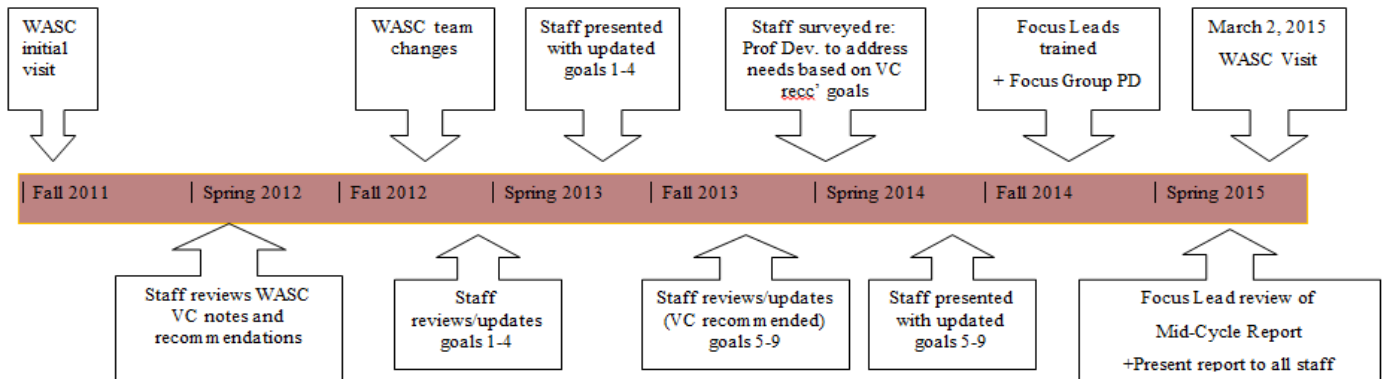 WASC
initial
visit
WASC team
changes
Staff presented
with updated
goals 1-4
Staff surveyed re:
Prof Dev. to address
needs based on VC
recc’ goals
Focus Leads
trained
+ Focus Group PD
March 2, 2015
WASC Visit
| Fall 2011 | Spring 2012 | Fall 2012 | Spring 2013 | Fall 2013 | Spring 2014 | Fall 2014 | Spring 2015
Staff reviews WASC
VC notes and
recommendations
Staff
reviews/updates
goals 1-4
Staff reviews/updates
(VC recommended)
goals 5-9
Staff presented
with updated
goals 5-9
Focus Lead review of
Mid-Cycle Report
+Present report to all staff